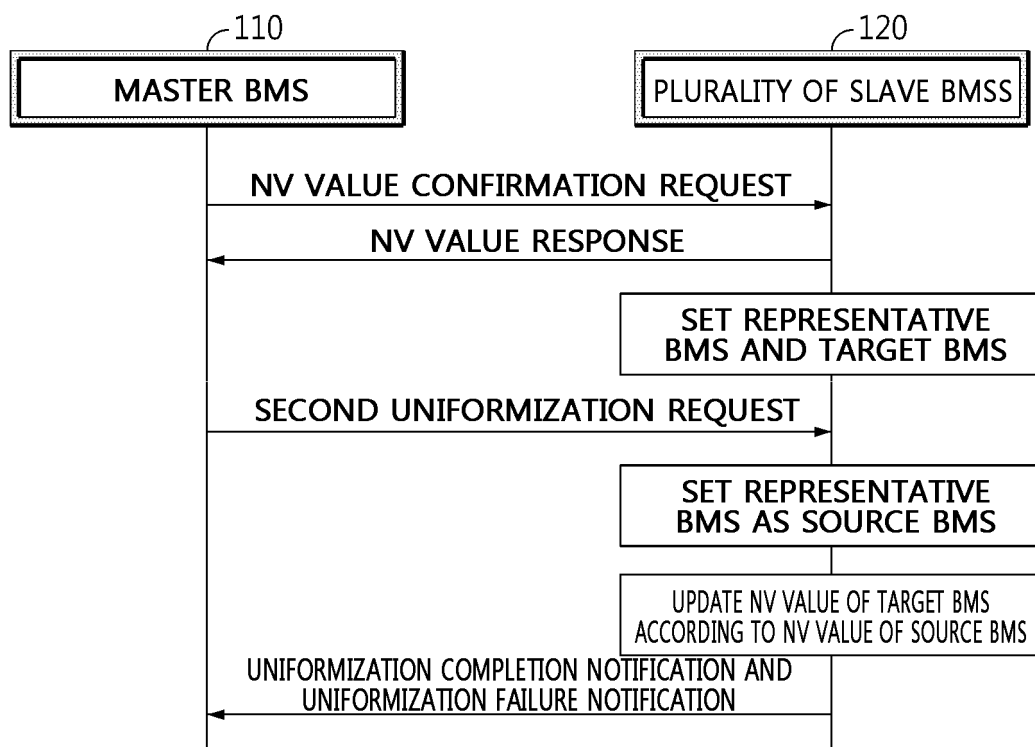 110
120
MASTER BMS
PLURALITY OF SLAVE BMSS
NV VALUE CONFIRMATION REQUEST
NV VALUE RESPONSE
SET REPRESENTATIVE
BMS AND TARGET BMS
SECOND UNIFORMIZATION REQUEST
SET REPRESENTATIVE
BMS AS SOURCE BMS
UPDATE NV VALUE OF TARGET BMS
ACCORDING TO NV VALUE OF SOURCE BMS
UNIFORMIZATION COMPLETION NOTIFICATION AND
UNIFORMIZATION FAILURE NOTIFICATION